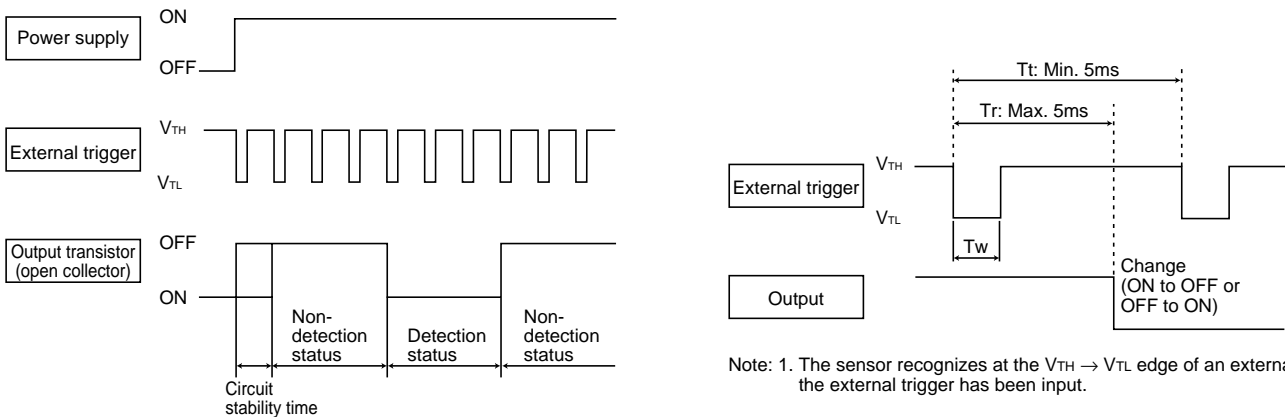 Power supply
ON
OFF
External trigger
VTH
VTL
Output transistor
(open collector)
OFF
ON
Non-
detection
status
Detection
status
Non-
detection
status
Circuit
stability time
Tt: Min. 5ms
Tr: Max. 5ms
External trigger
VTH
VTL
Tw
Output
Change
(ON to OFF or
OFF to ON)
Note: 1. The sensor recognizes at the VTH → VTL edge of an externa
the external trigger has been input.